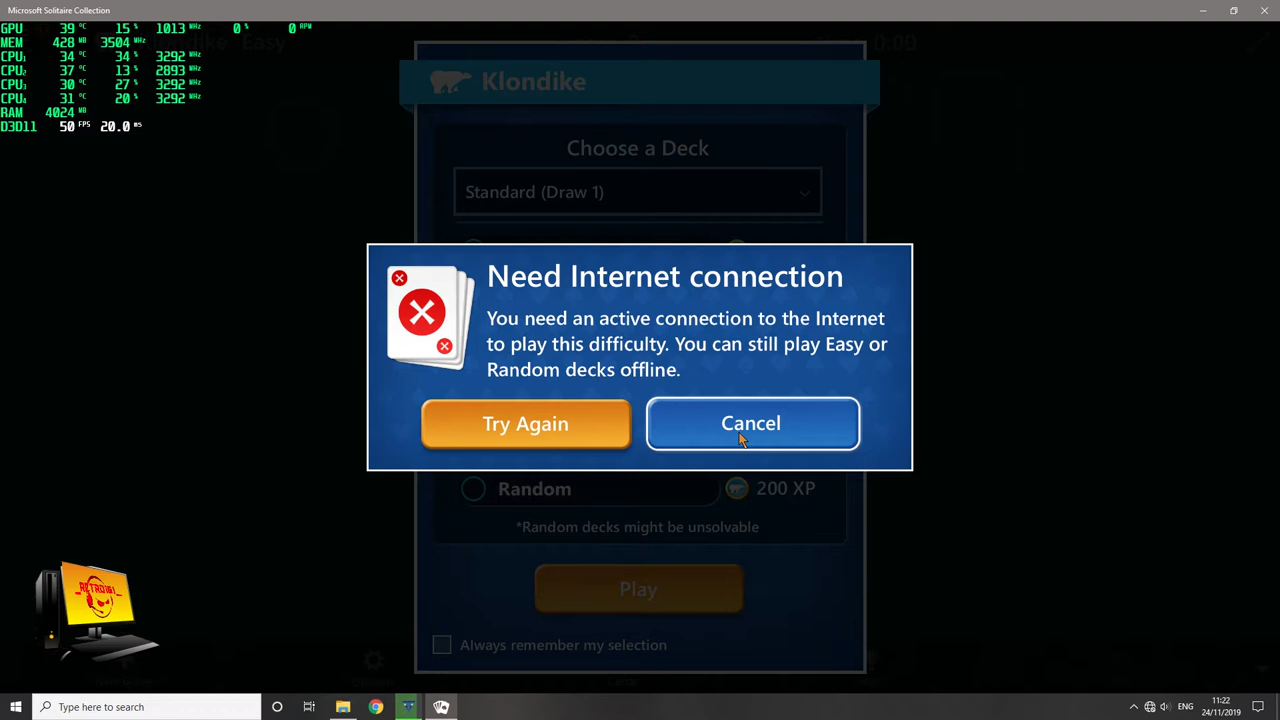 Microsoft Solitaire Collection
GPU 39 °C 15 % 1013 MHz 0 % 0 RPM
MEM 428 MB 3504 MHz
CPU1 34 °C 34 % 3292 MHz
CPU2 37 °C 13 % 2893 MHz
CPU3 30 °C 27 % 3292 MHz
CPU4 31 °C 20 % 3292 MHz
RAM 4024 MB
D3D11 50 FPS 20.0 ms
Easy
0:09
Klondike
Choose a Deck
Standard (Draw 1)
Need Internet connection
You need an active connection to the Internet
to play this difficulty. You can still play Easy or
Random decks offline.
Try Again
Cancel
Random
200 XP
*Random decks might be unsolvable
Play
Always remember my selection
RETRO161
Type here to search
ENG
11:22
24/11/2019